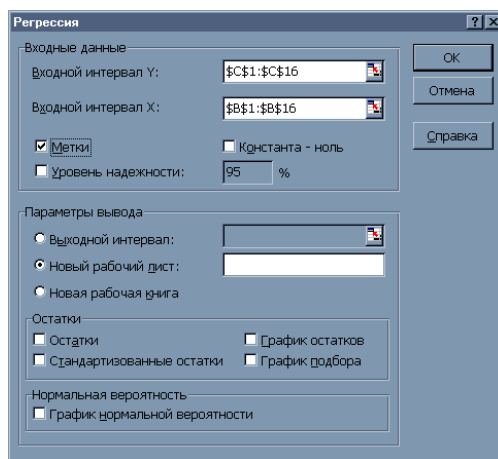 Регрессия
Входные данные
Входной интервал Y: $C$1:$C$16
Входной интервал X: $B$1:$B$16
Метки Константа - ноль
Уровень надежности: 95 %
OK
Отмена
Справка
Параметры вывода
Выходной интервал:
Новый рабочий лист:
Новая рабочая книга
Остатки
Остатки График остатков
Стандартизованные остатки График подбора
Нормальная вероятность
График нормальной вероятности